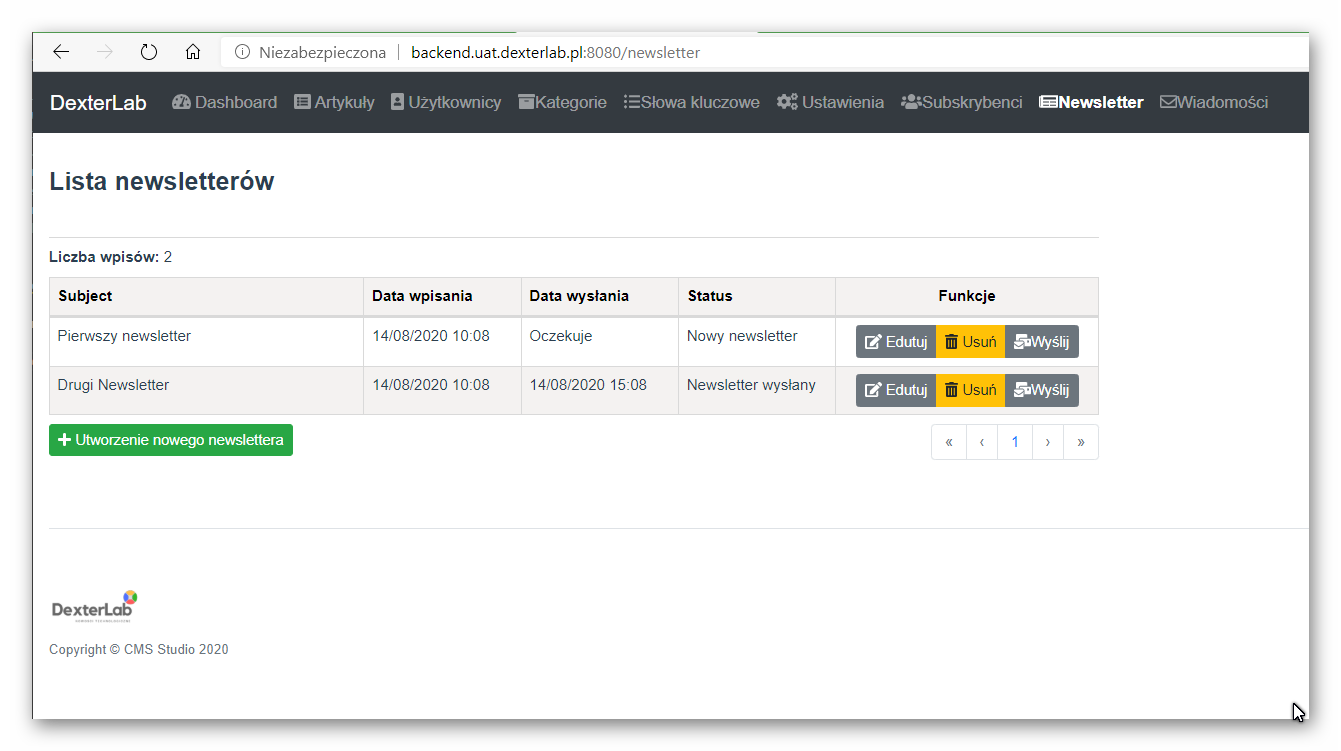 Niezabezpieczona | backend.uat.dexterlab.pl:8080/newsletter
DexterLab Dashboard Artykuły Użytkownicy Kategorie Słowa kluczowe Ustawienia Subskrybenci Newsletter Wiadomości
Lista newsletterów
Liczba wpisów: 2
Subject Data wpisania Data wysłania Status Funkcje
Pierwszy newsletter 14/08/2020 10:08 Oczekuje Nowy newsletter Edutuj Usuń Wyślij
Drugi Newsletter 14/08/2020 10:08 14/08/2020 15:08 Newsletter wysłany Edutuj Usuń Wyślij
Utworzenie nowego newslettera « ‹ 1 › »
DexterLab
Copyright © CMS Studio 2020